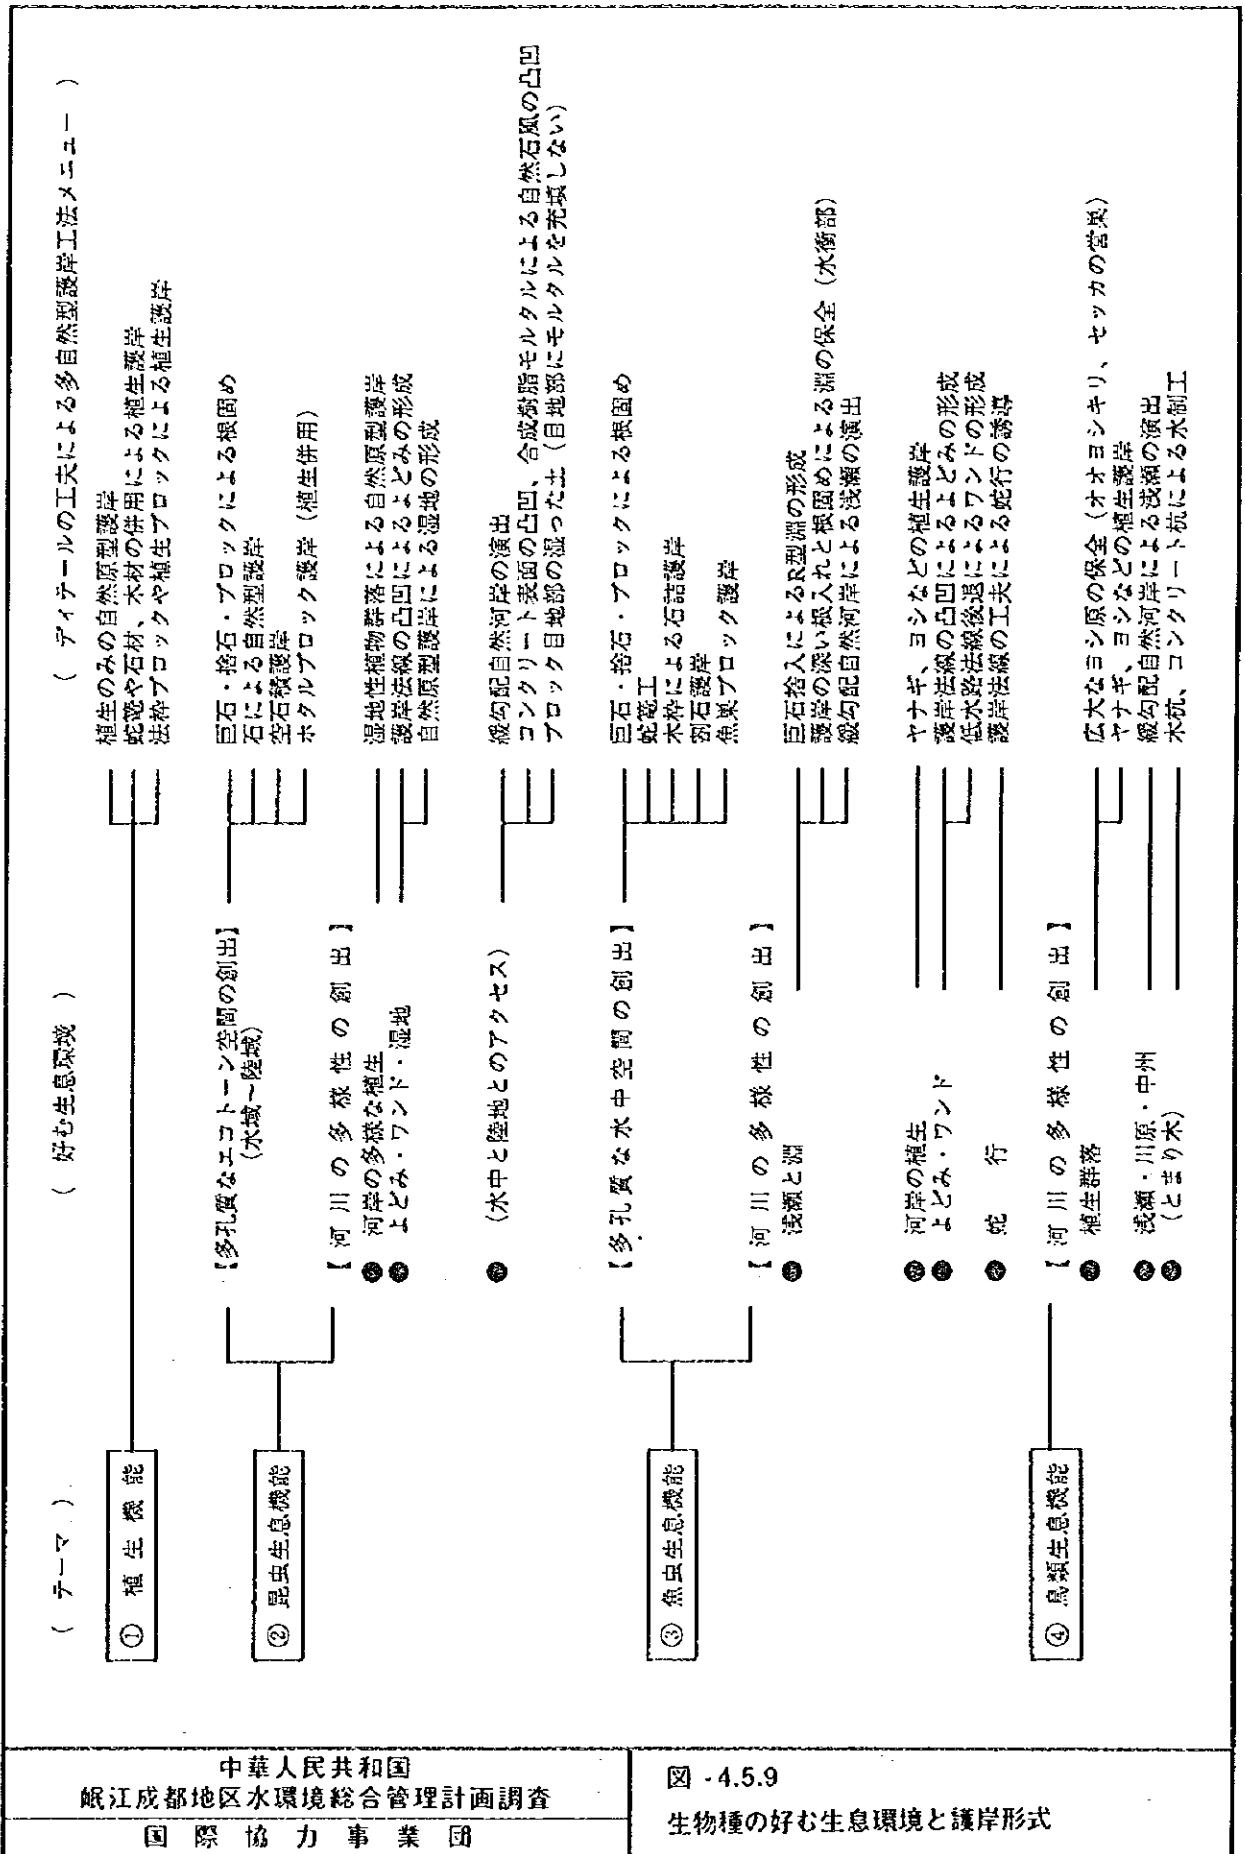 ( テーマ )
( 好む生息環境 )
( ディテールの工夫による多自然型護岸工法メニュー )
① 植生機能
植生のみの自然原型護岸
蛇篭や石材、木材の併用による植生護岸
法枠ブロックや植生ブロックによる植生護岸
② 昆虫生息機能
【多孔質なエコトーン空間の創出】
(水域~陸域)
巨石・捨石・ブロックによる根固め
石による自然型護岸
空石積護岸
ホタルブロック護岸(植生併用)
【河川の多様性の創出】
河岸の多様な植生
湿地性植物群落による自然原型護岸
よどみ・ワンド・湿地
護岸法線の凸凹によるよどみの形成
自然原型護岸による湿地の形成
(水中と陸地とのアクセス)
緩勾配自然河岸の演出
コンクリート表面の凸凹、合成樹脂モルタルによる自然石風の凸凹
ブロック目地部の湿った土(目地部にモルタルを充填しない)
③ 魚虫生息機能
【多孔質な水中空間の創出】
巨石・捨石・ブロックによる根固め
蛇篭工
木枠による石詰護岸
割石護岸
魚巣ブロック護岸
【河川の多様性の創出】
浅瀬と淵
巨石捨入によるR型淵の形成
護岸の深い根入れと根固めによる淵の保全(水衝部)
緩勾配自然河岸による浅瀬の演出
河岸の植生
ヤナギ、ヨシなどの植生護岸
よどみ・ワンド
護岸法線の凸凹によるよどみの形成
低水路法線後退によるワンドの形成
蛇行
護岸法線の工夫による蛇行の誘導
④ 鳥類生息機能
【河川の多様性の創出】
植生群落
広大なヨシ原の保全(オオヨシキリ、セッカの営巣)
ヤナギ、ヨシなどの植生護岸
浅瀬・川原・中州
緩勾配自然河岸による浅瀬の演出
(とまり木)
木杭、コンクリート杭による水制工
中華人民共和国
岷江成都地区水環境総合管理計画調査
国際協力事業団
図-4.5.9
生物種の好む生息環境と護岸形式